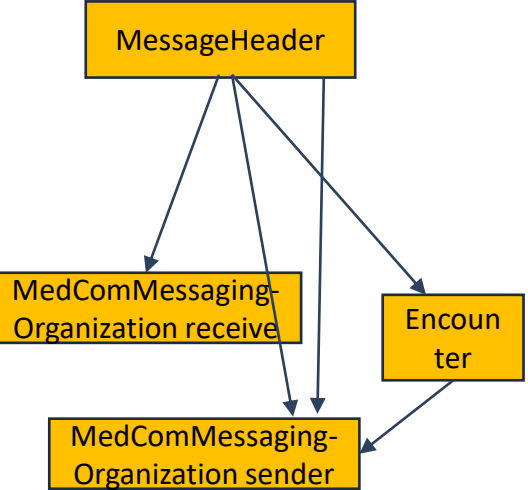 MessageHeader
MedComMessaging-
Organization receive
Encoun
ter
MedComMessaging-
Organization sender